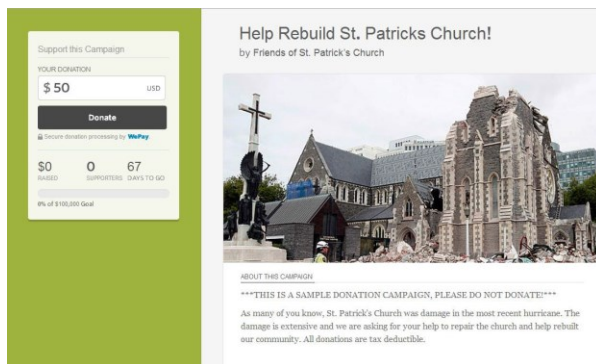 Help Rebuild St. Patricks Church!
by Friends of St. Patrick's Church
Support this Campaign
YOUR DONATION
$ 50 USD
Donate
Secure donation processing by WePay
$0 0 67
RAISED SUPPORTERS DAYS TO GO
0% of $100,000 Goal
ABOUT THIS CAMPAIGN
***THIS IS A SAMPLE DONATION CAMPAIGN, PLEASE DO NOT DONATE!***
As many of you know, St. Patrick's Church was damage in the most recent hurricane. The
damage is extensive and we are asking for your help to repair the church and help rebuilt
our community. All donations are tax deductible.